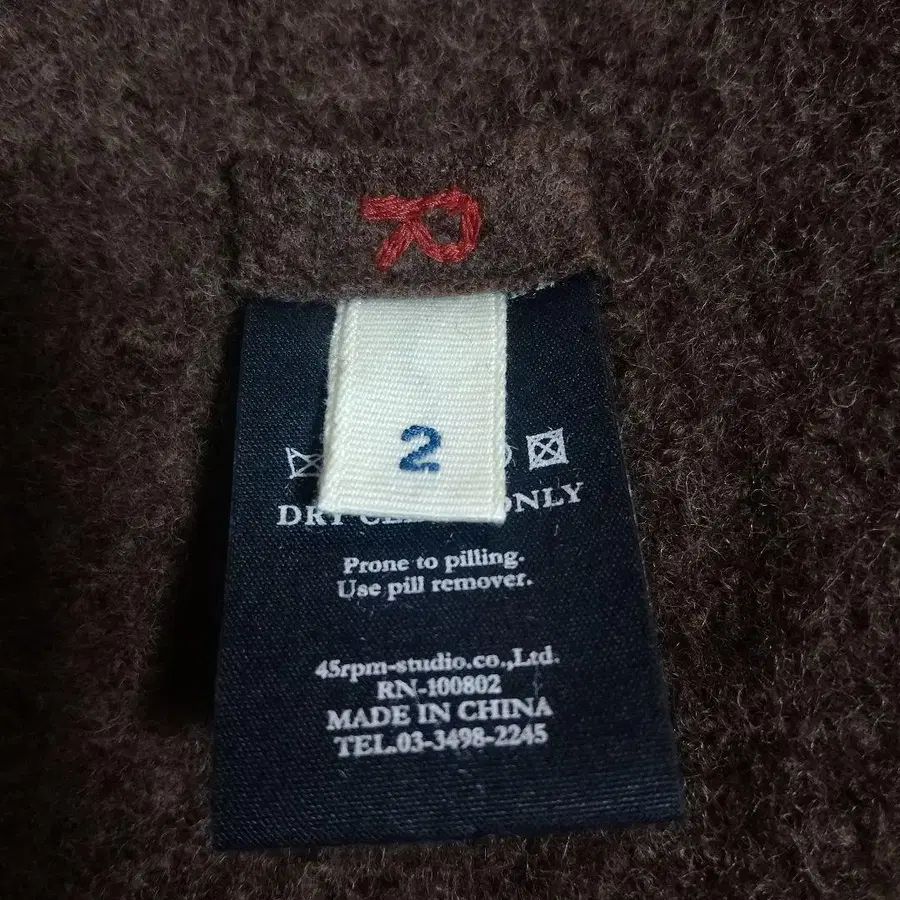 R
2
DRY ONLY
Prone to pilling.
Use pill remover.
45rpm-studio.co.,Ltd.
RN-100802
MADE IN CHINA
TEL.03-3498-2245